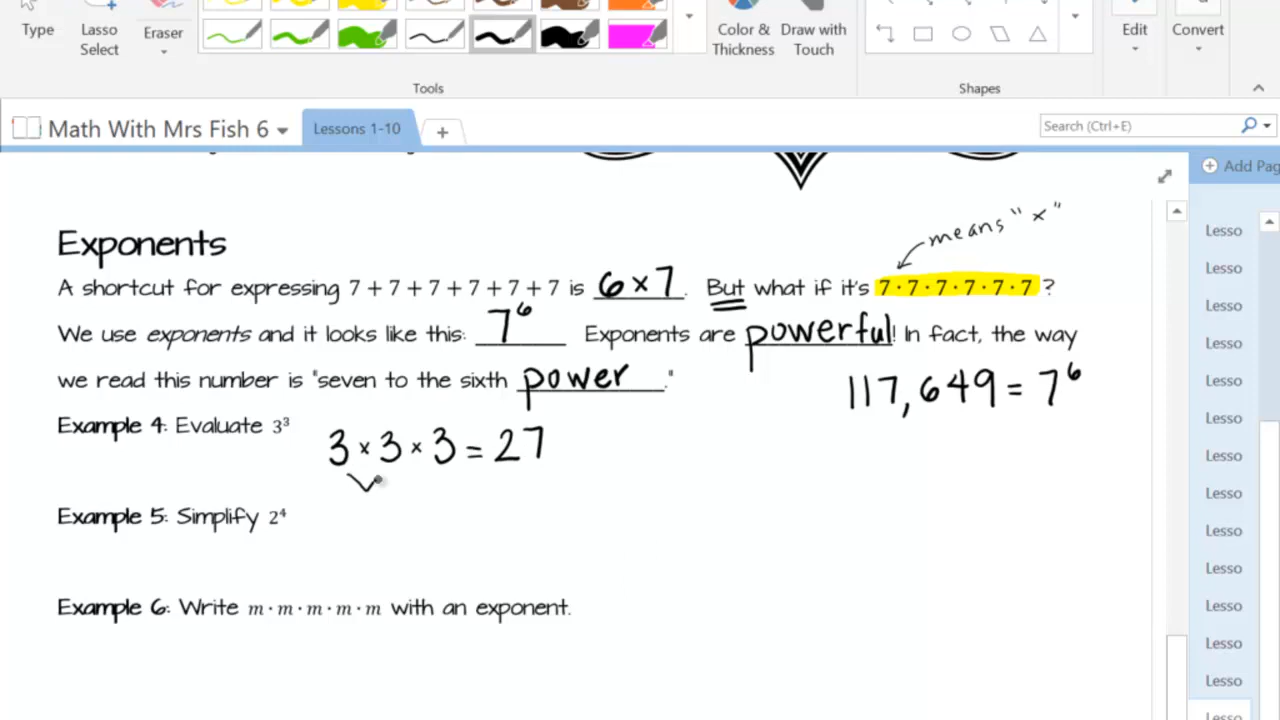 Type
Lasso Select
Eraser
Color & Thickness
Draw with Touch
Edit
Convert
Tools
Shapes
Math With Mrs Fish 6
Lessons 1-10
Search (Ctrl+E)
Add Pag
means "x"
Exponents
A shortcut for expressing 7 + 7 + 7 + 7 + 7 + 7 is 6 × 7. But what if it's 7 · 7 · 7 · 7 · 7 · 7 ?
We use exponents and it looks like this: 7⁶ Exponents are powerful! In fact, the way
we read this number is "seven to the sixth power."
117,649 = 7⁶
Example 4: Evaluate 3³
3 × 3 × 3 = 27
Example 5: Simplify 2⁴
Example 6: Write m · m · m · m · m with an exponent.
Lesso
Lesso
Lesso
Lesso
Lesso
Lesso
Lesso
Lesso
Lesso
Lesso
Lesso
Lesso
Lesso
Lesso